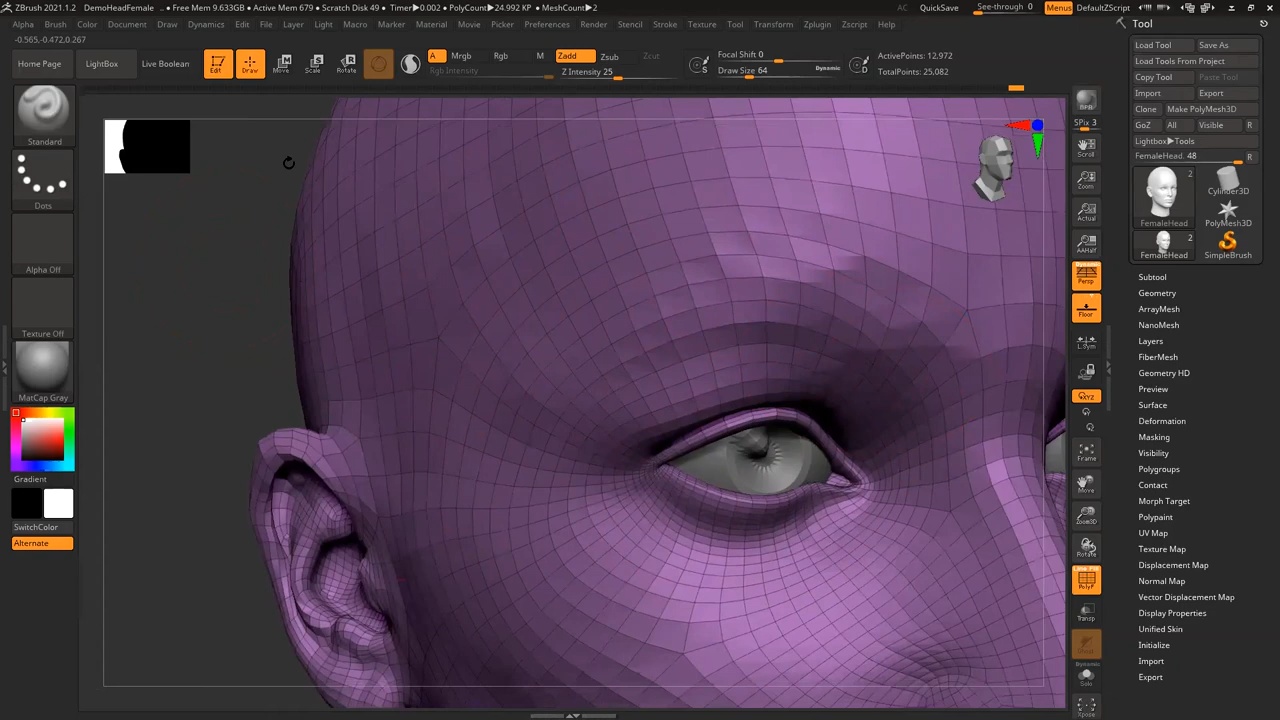 ZBrush 2021.1.2 DemoHeadFemale .. • Free Mem 9.633GB • Active Mem 679 • Scratch Disk 49 • Timer▶0.002 • PolyCount▶24.992 KP • MeshCount▶2 AC QuickSave See-through 0 Menus DefaultZScript
Alpha Brush Color Document Draw Dynamics Edit File Layer Light Macro Marker Material Movie Picker Preferences Render Stencil Stroke Texture Tool Transform Zplugin Zscript Help
-0.565,-0.472,0.267
Home Page LightBox Live Boolean Edit Draw Move Scale Rotate A Mrgb Rgb M Zadd Zsub Zcut Focal Shift 0 ActivePoints: 12,972
Rgb Intensity Z Intensity 25 S Draw Size 64 Dynamic D TotalPoints: 25,082
Standard
Dots
Alpha Off
Texture Off
MatCap Gray
Gradient
SwitchColor
Alternate
BPR
SPix 3
Scroll
Zoom
Actual
AAHalf
Dynamic
Persp
Floor
L.Sym
XYZ
Frame
Move
Zoom3D
Rotate
Line Fill
PolyF
Transp
Dynamic
Solo
Xpose
Tool
Load Tool Save As
Load Tools From Project
Copy Tool Paste Tool
Import Export
Clone Make PolyMesh3D
GoZ All Visible R
Lightbox▶Tools
FemaleHead. 48 R
2
FemaleHead
Cylinder3D
PolyMesh3D
2
FemaleHead SimpleBrush
Subtool
Geometry
ArrayMesh
NanoMesh
Layers
FiberMesh
Geometry HD
Preview
Surface
Deformation
Masking
Visibility
Polygroups
Contact
Morph Target
Polypaint
UV Map
Texture Map
Displacement Map
Normal Map
Vector Displacement Map
Display Properties
Unified Skin
Initialize
Import
Export